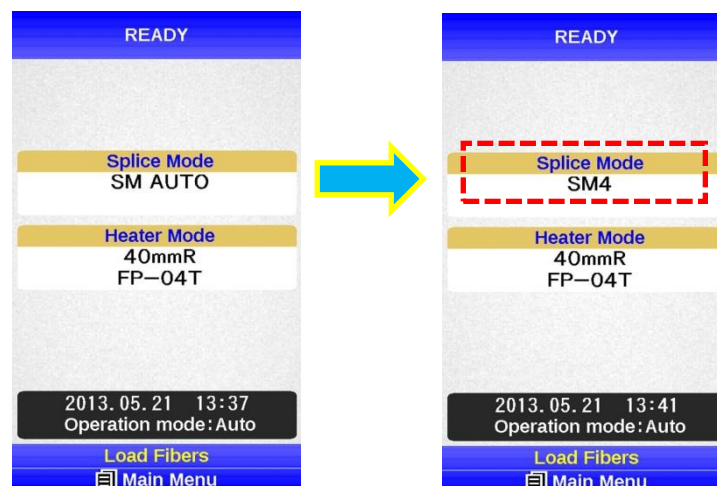 READY
Splice Mode
SM AUTO
Heater Mode
40mmR
FP-04T
2013.05.21 13:37
Operation mode:Auto
Load Fibers
Main Menu
READY
Splice Mode
SM4
Heater Mode
40mmR
FP-04T
2013.05.21 13:41
Operation mode:Auto
Load Fibers
Main Menu